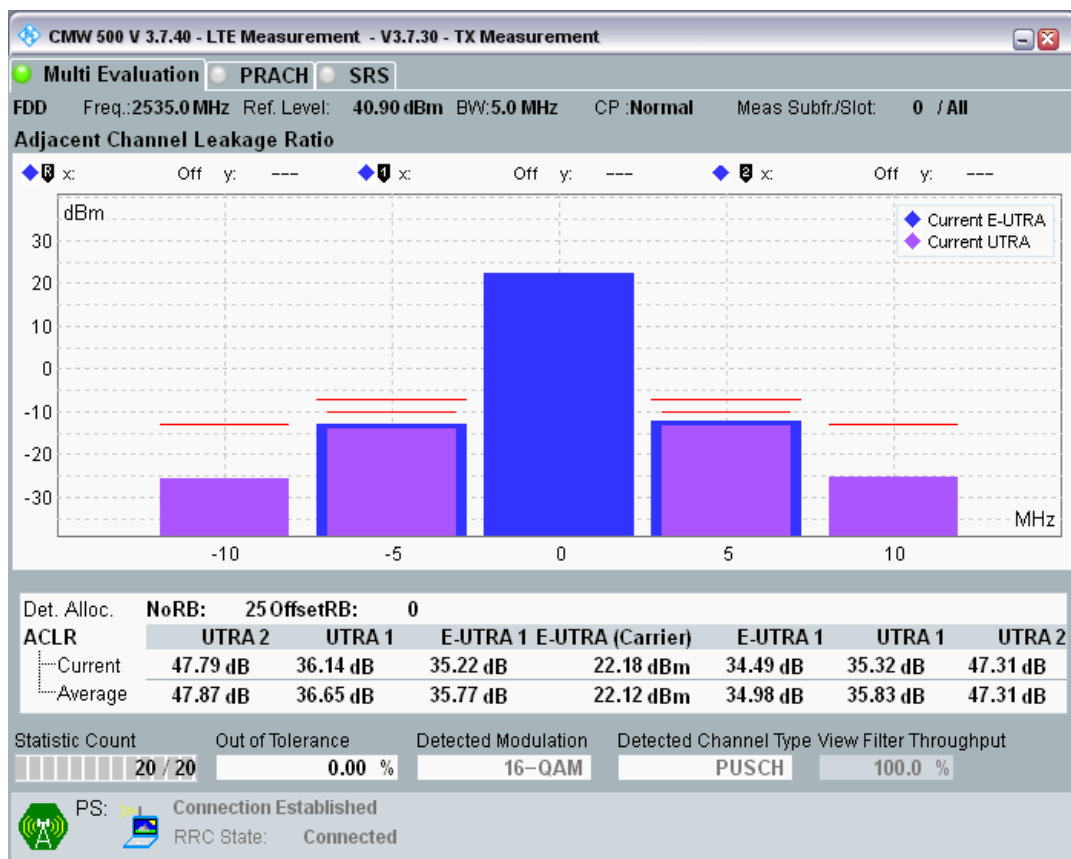 CMW 500 V 3.7.40 - LTE Measurement - V3.7.30 - TX Measurement
Multi Evaluation PRACH SRS
FDD Freq.:2535.0 MHz Ref. Level: 40.90 dBm BW:5.0 MHz CP :Normal Meas Subfr./Slot: 0 / All
Adjacent Channel Leakage Ratio
R x: Off y: --- 1 x: Off y: --- 2 x: Off y: ---
dBm
Current E-UTRA
Current UTRA
30
20
10
0
-10
-20
-30
MHz
-10 -5 0 5 10
Det. Alloc. NoRB: 25 OffsetRB: 0
ACLR UTRA 2 UTRA 1 E-UTRA 1 E-UTRA (Carrier) E-UTRA 1 UTRA 1 UTRA 2
Current 47.79 dB 36.14 dB 35.22 dB 22.18 dBm 34.49 dB 35.32 dB 47.31 dB
Average 47.87 dB 36.65 dB 35.77 dB 22.12 dBm 34.98 dB 35.83 dB 47.31 dB
Statistic Count Out of Tolerance Detected Modulation Detected Channel Type View Filter Throughput
20 / 20 0.00 % 16-QAM PUSCH 100.0 %
PS: Connection Established
RRC State: Connected